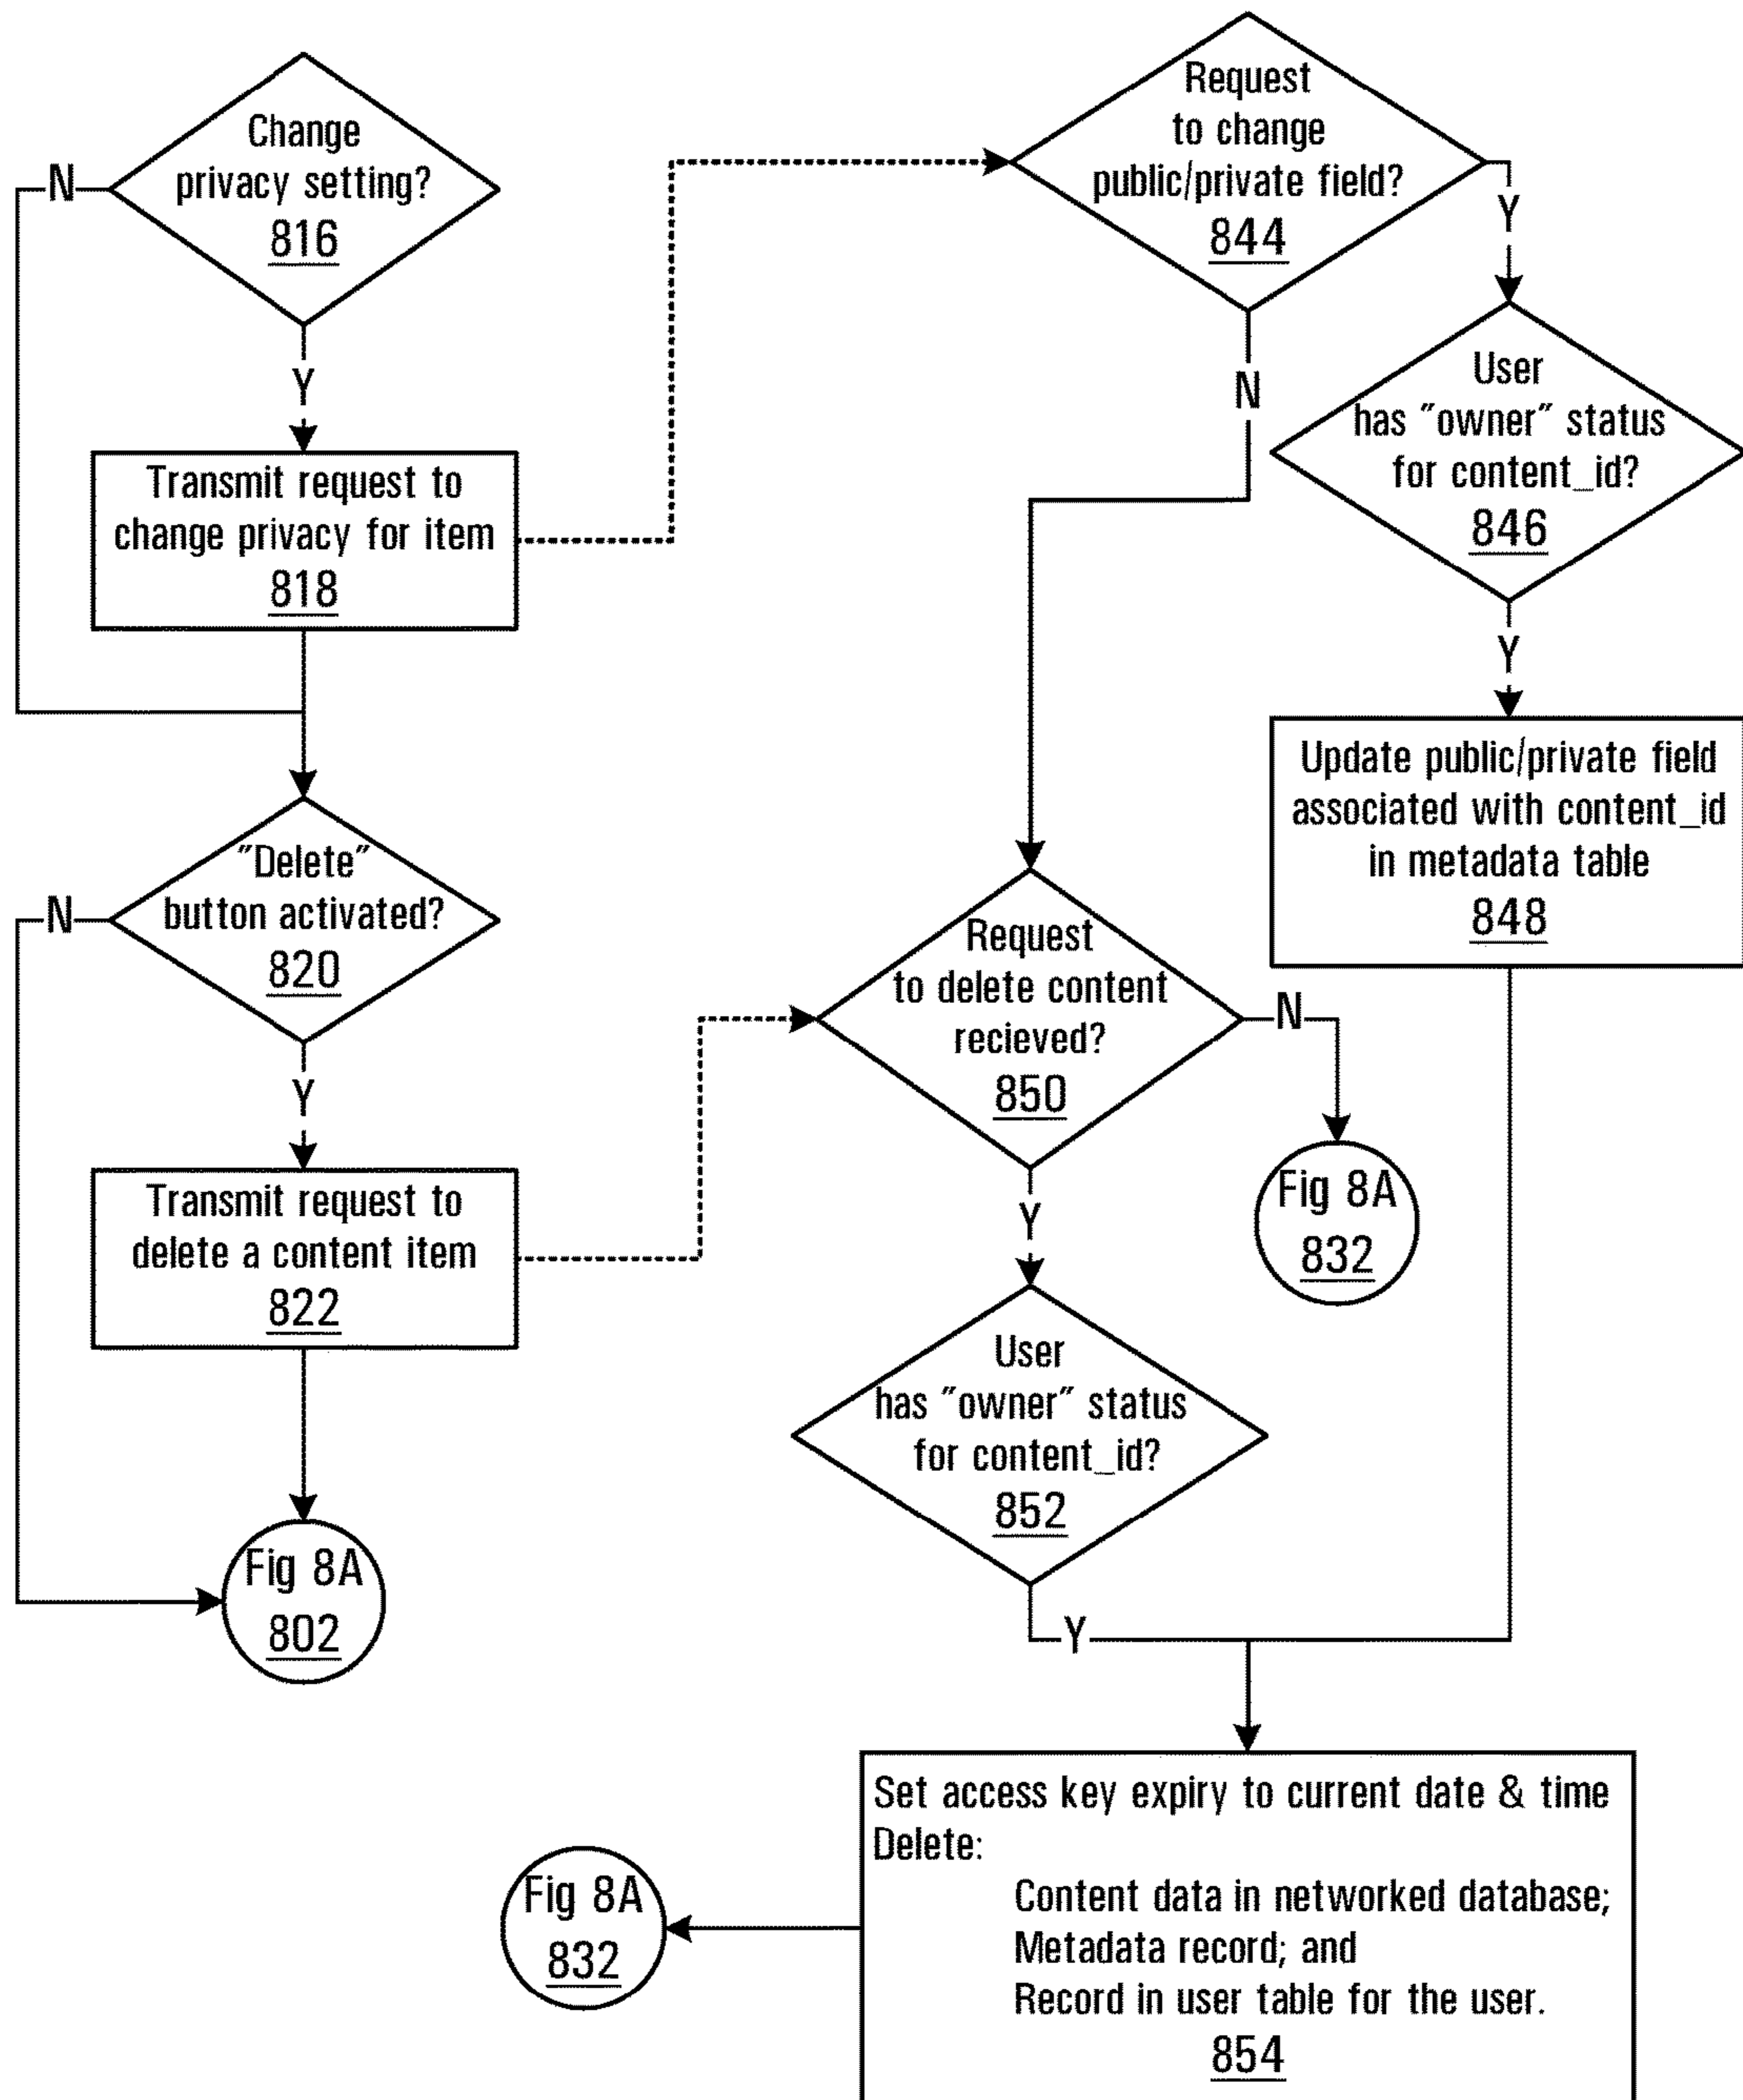 Change
privacy setting?
816
N
Y
Transmit request to
change privacy for item
818
"Delete"
button activated?
820
N
Y
Transmit request to
delete a content item
822
Fig 8A
802
Request
to change
public/private field?
844
Y
N
User
has "owner" status
for content_id?
846
Y
Update public/private field
associated with content_id
in metadata table
848
Request
to delete content
recieved?
850
N
Y
Fig 8A
832
User
has "owner" status
for content_id?
852
Y
Set access key expiry to current date & time
Delete:
Content data in networked database;
Metadata record; and
Record in user table for the user.
854
Fig 8A
832